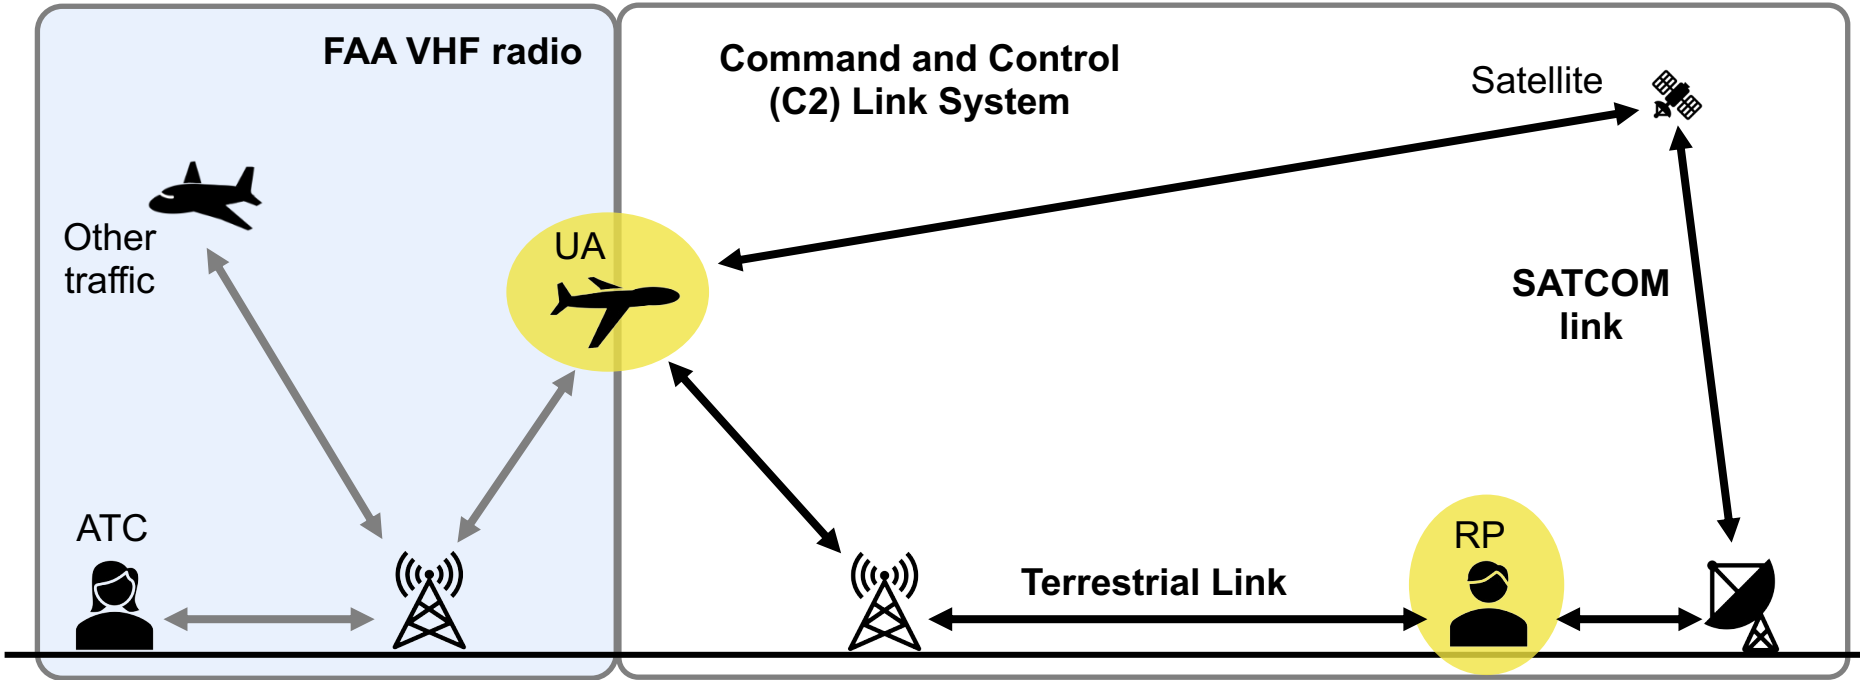 FAA VHF radio
Command and Control
(C2) Link System
Satellite
Other
traffic
UA
SATCOM
link
ATC
RP
Terrestrial Link